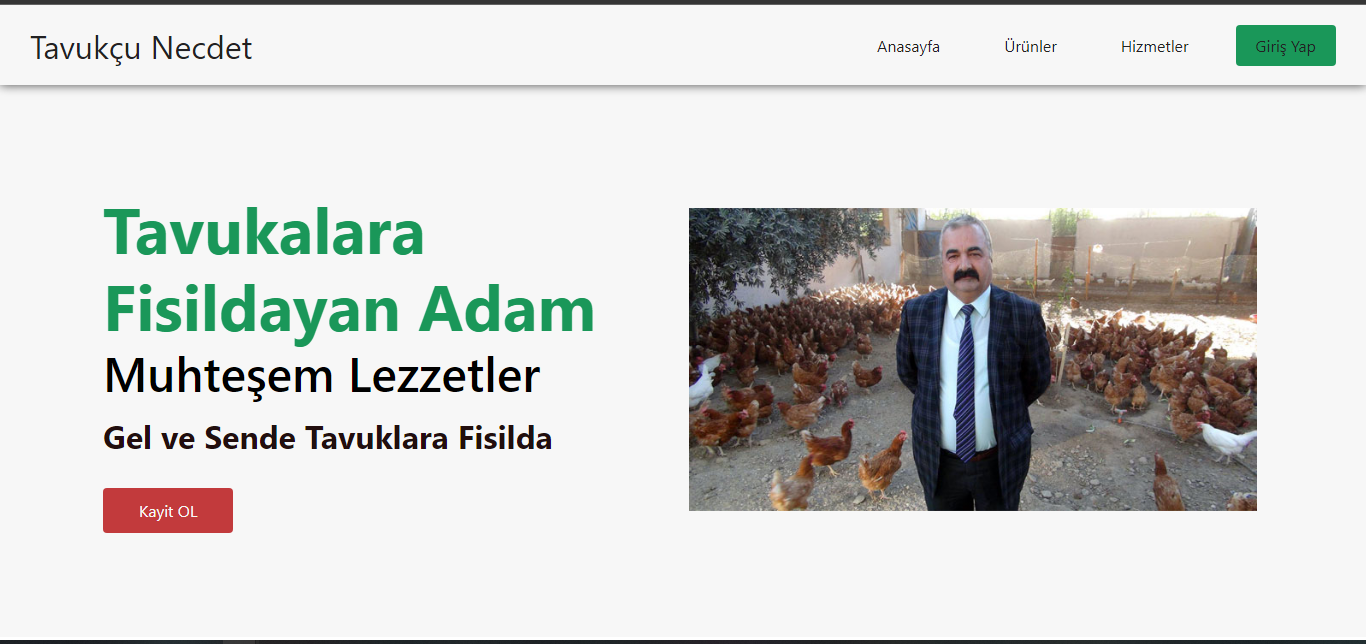 Tavukçu Necdet
Anasayfa
Ürünler
Hizmetler
Giriş Yap
Tavukalara
Fisildayan Adam
Muhteşem Lezzetler
Gel ve Sende Tavuklara Fisilda
Kayit OL